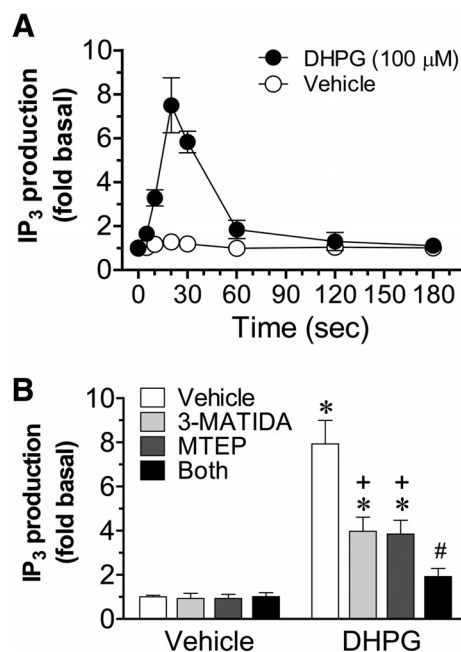 A
IP3 production
(fold basal)
10
8
6
4
2
0
DHPG (100 μM)
Vehicle
0 30 60 90 120 150 180
Time (sec)
B
IP3 production
(fold basal)
10
8
6
4
2
0
Vehicle
3-MATIDA
MTEP
Both
*
+ +
* *
#
Vehicle DHPG